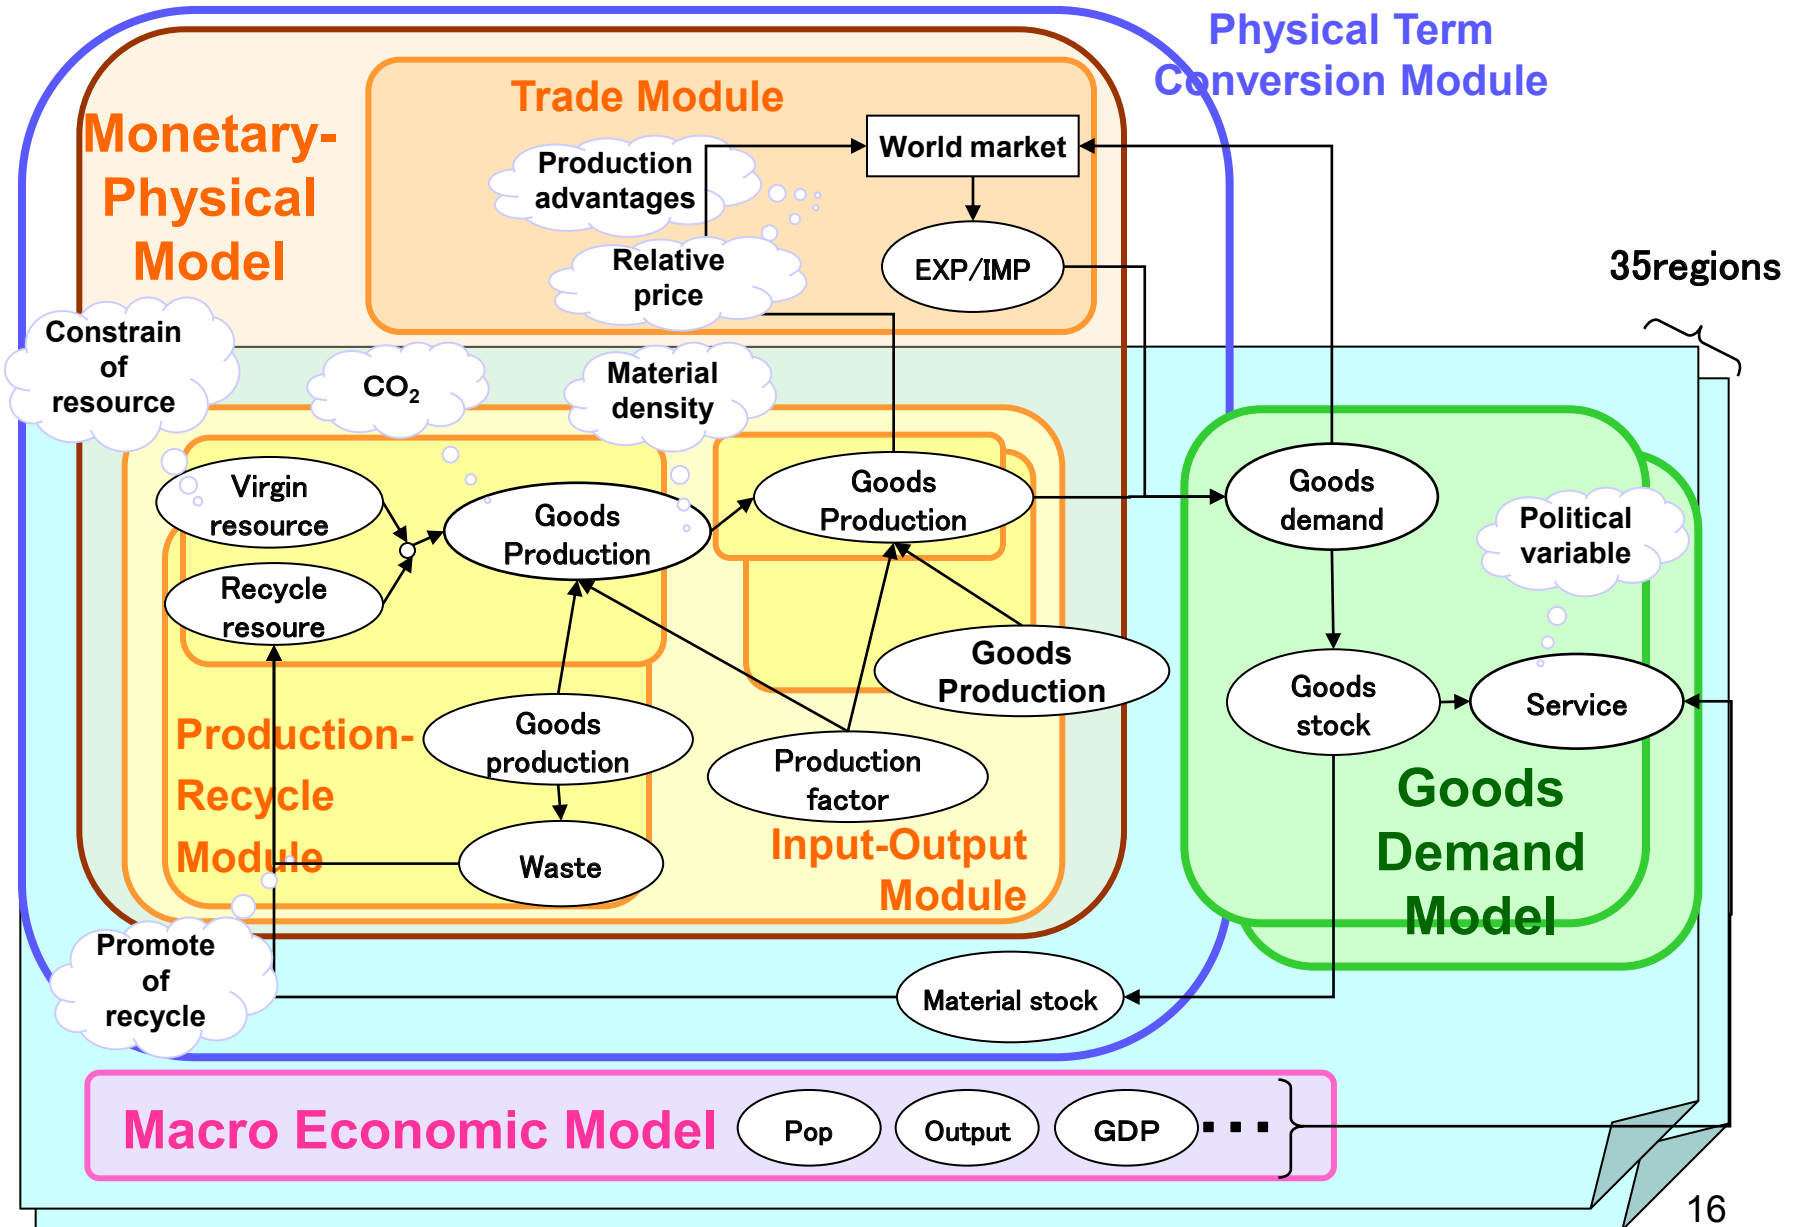 Physical Term
Conversion Module
Trade Module
Monetary-
Physical
Model
World market
Production
advantages
Relative
price
EXP/IMP
35regions
Constrain
of
resource
CO₂
Material
density
Virgin
resource
Goods
Production
Goods
Production
Goods
demand
Political
variable
Recycle
resoure
Goods
Production
Goods
stock
Service
Production-
Recycle
Module
Goods
production
Production
factor
Waste
Input-Output
Module
Goods
Demand
Model
Promote
of
recycle
Material stock
Macro Economic Model
Pop
Output
GDP
...
16